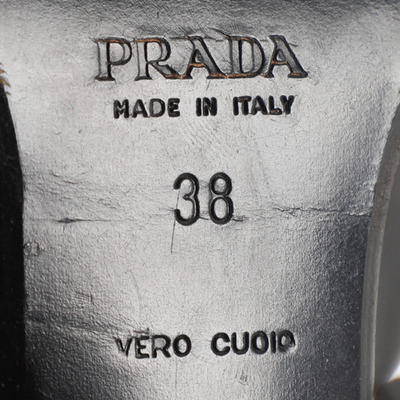 PRADA
MADE IN ITALY
38
VERO CUOIO